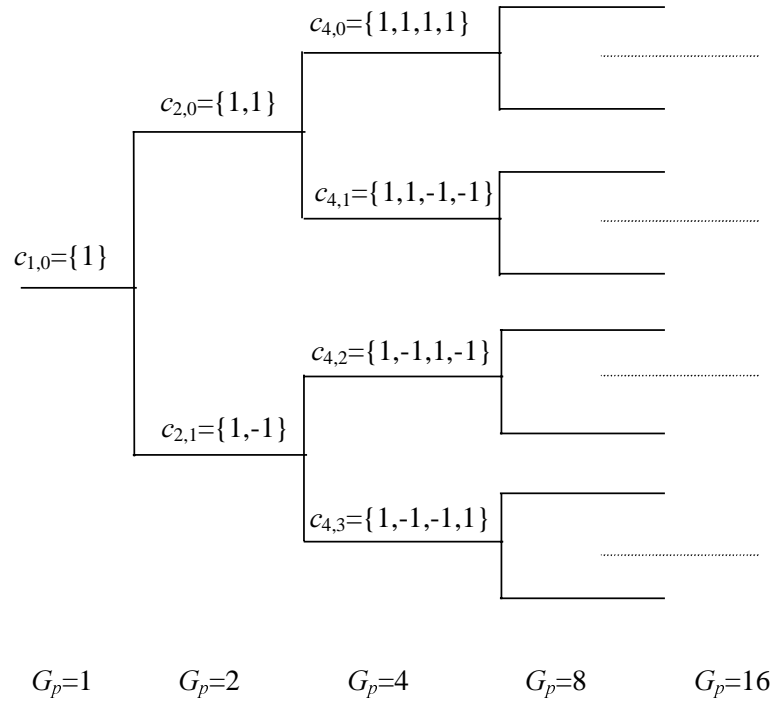 c4,0={1,1,1,1}
c2,0={1,1}
c4,1={1,1,-1,-1}
c1,0={1}
c4,2={1,-1,1,-1}
c2,1={1,-1}
c4,3={1,-1,-1,1}
Gp=1 Gp=2 Gp=4 Gp=8 Gp=16